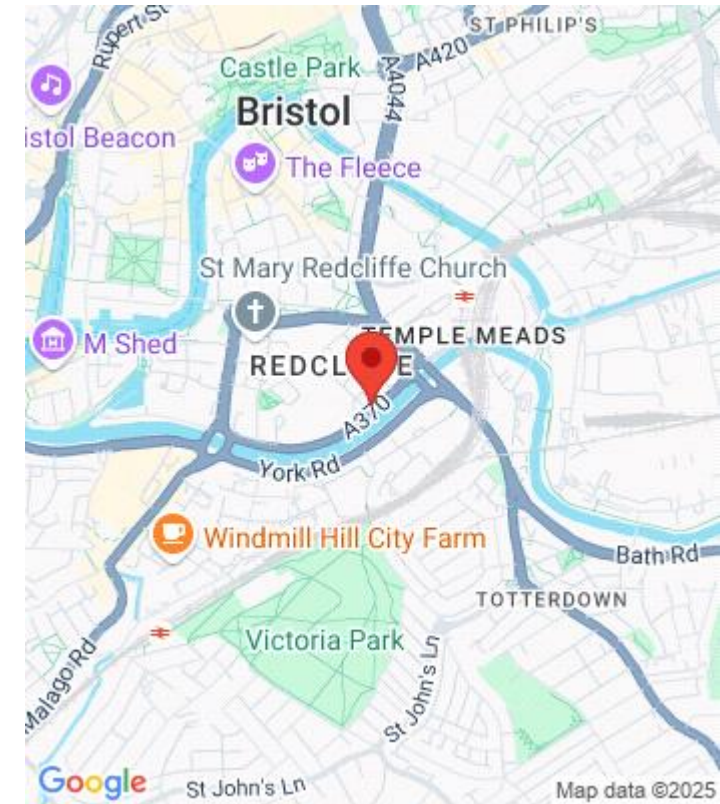 ST PHILIP'S
Rupert St
A420
Castle Park
A4044
Bristol
istol Beacon
The Fleece
St Mary Redcliffe Church
TEMPLE MEADS
M Shed
REDCL E
A370
York Rd
Windmill Hill City Farm
Bath Rd
TOTTERDOWN
Victoria Park
Malago Rd
St John's Ln
Google
St John's Ln
Map data ©2025